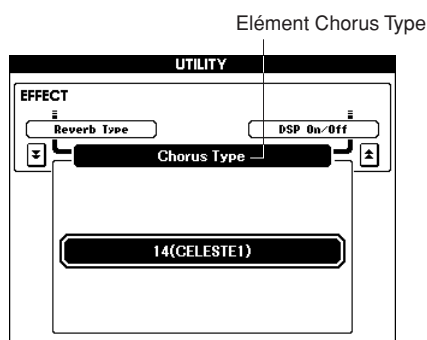 Elément Chorus Type
UTILITY
EFFECT
Reverb Type
DSP On/Off
Chorus Type
14(CELESTE1)